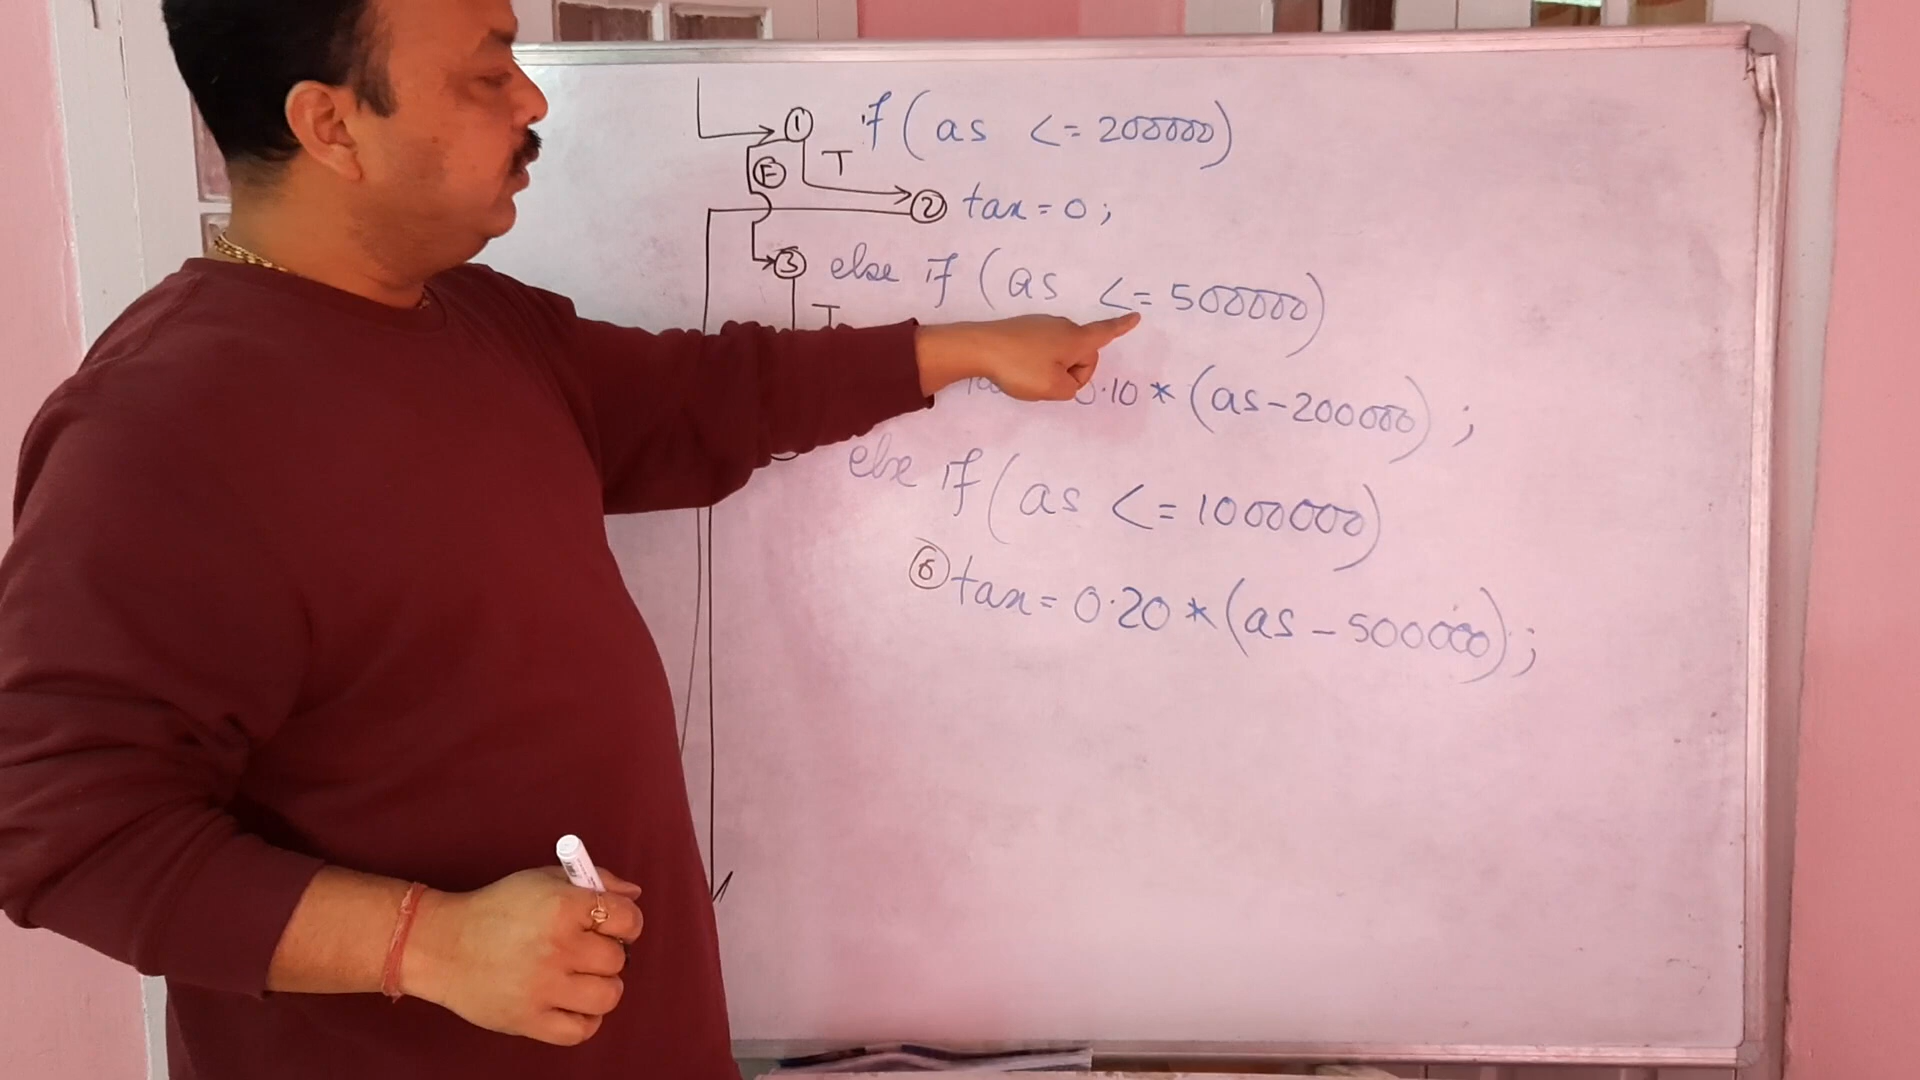 ① if (as <= 200000)
Ⓕ T
② tax = 0;
③ else if (as <= 500000)
T
0.10 * (as - 200000);
else if (as <= 1000000)
⑥ tax = 0.20 * (as - 500000);